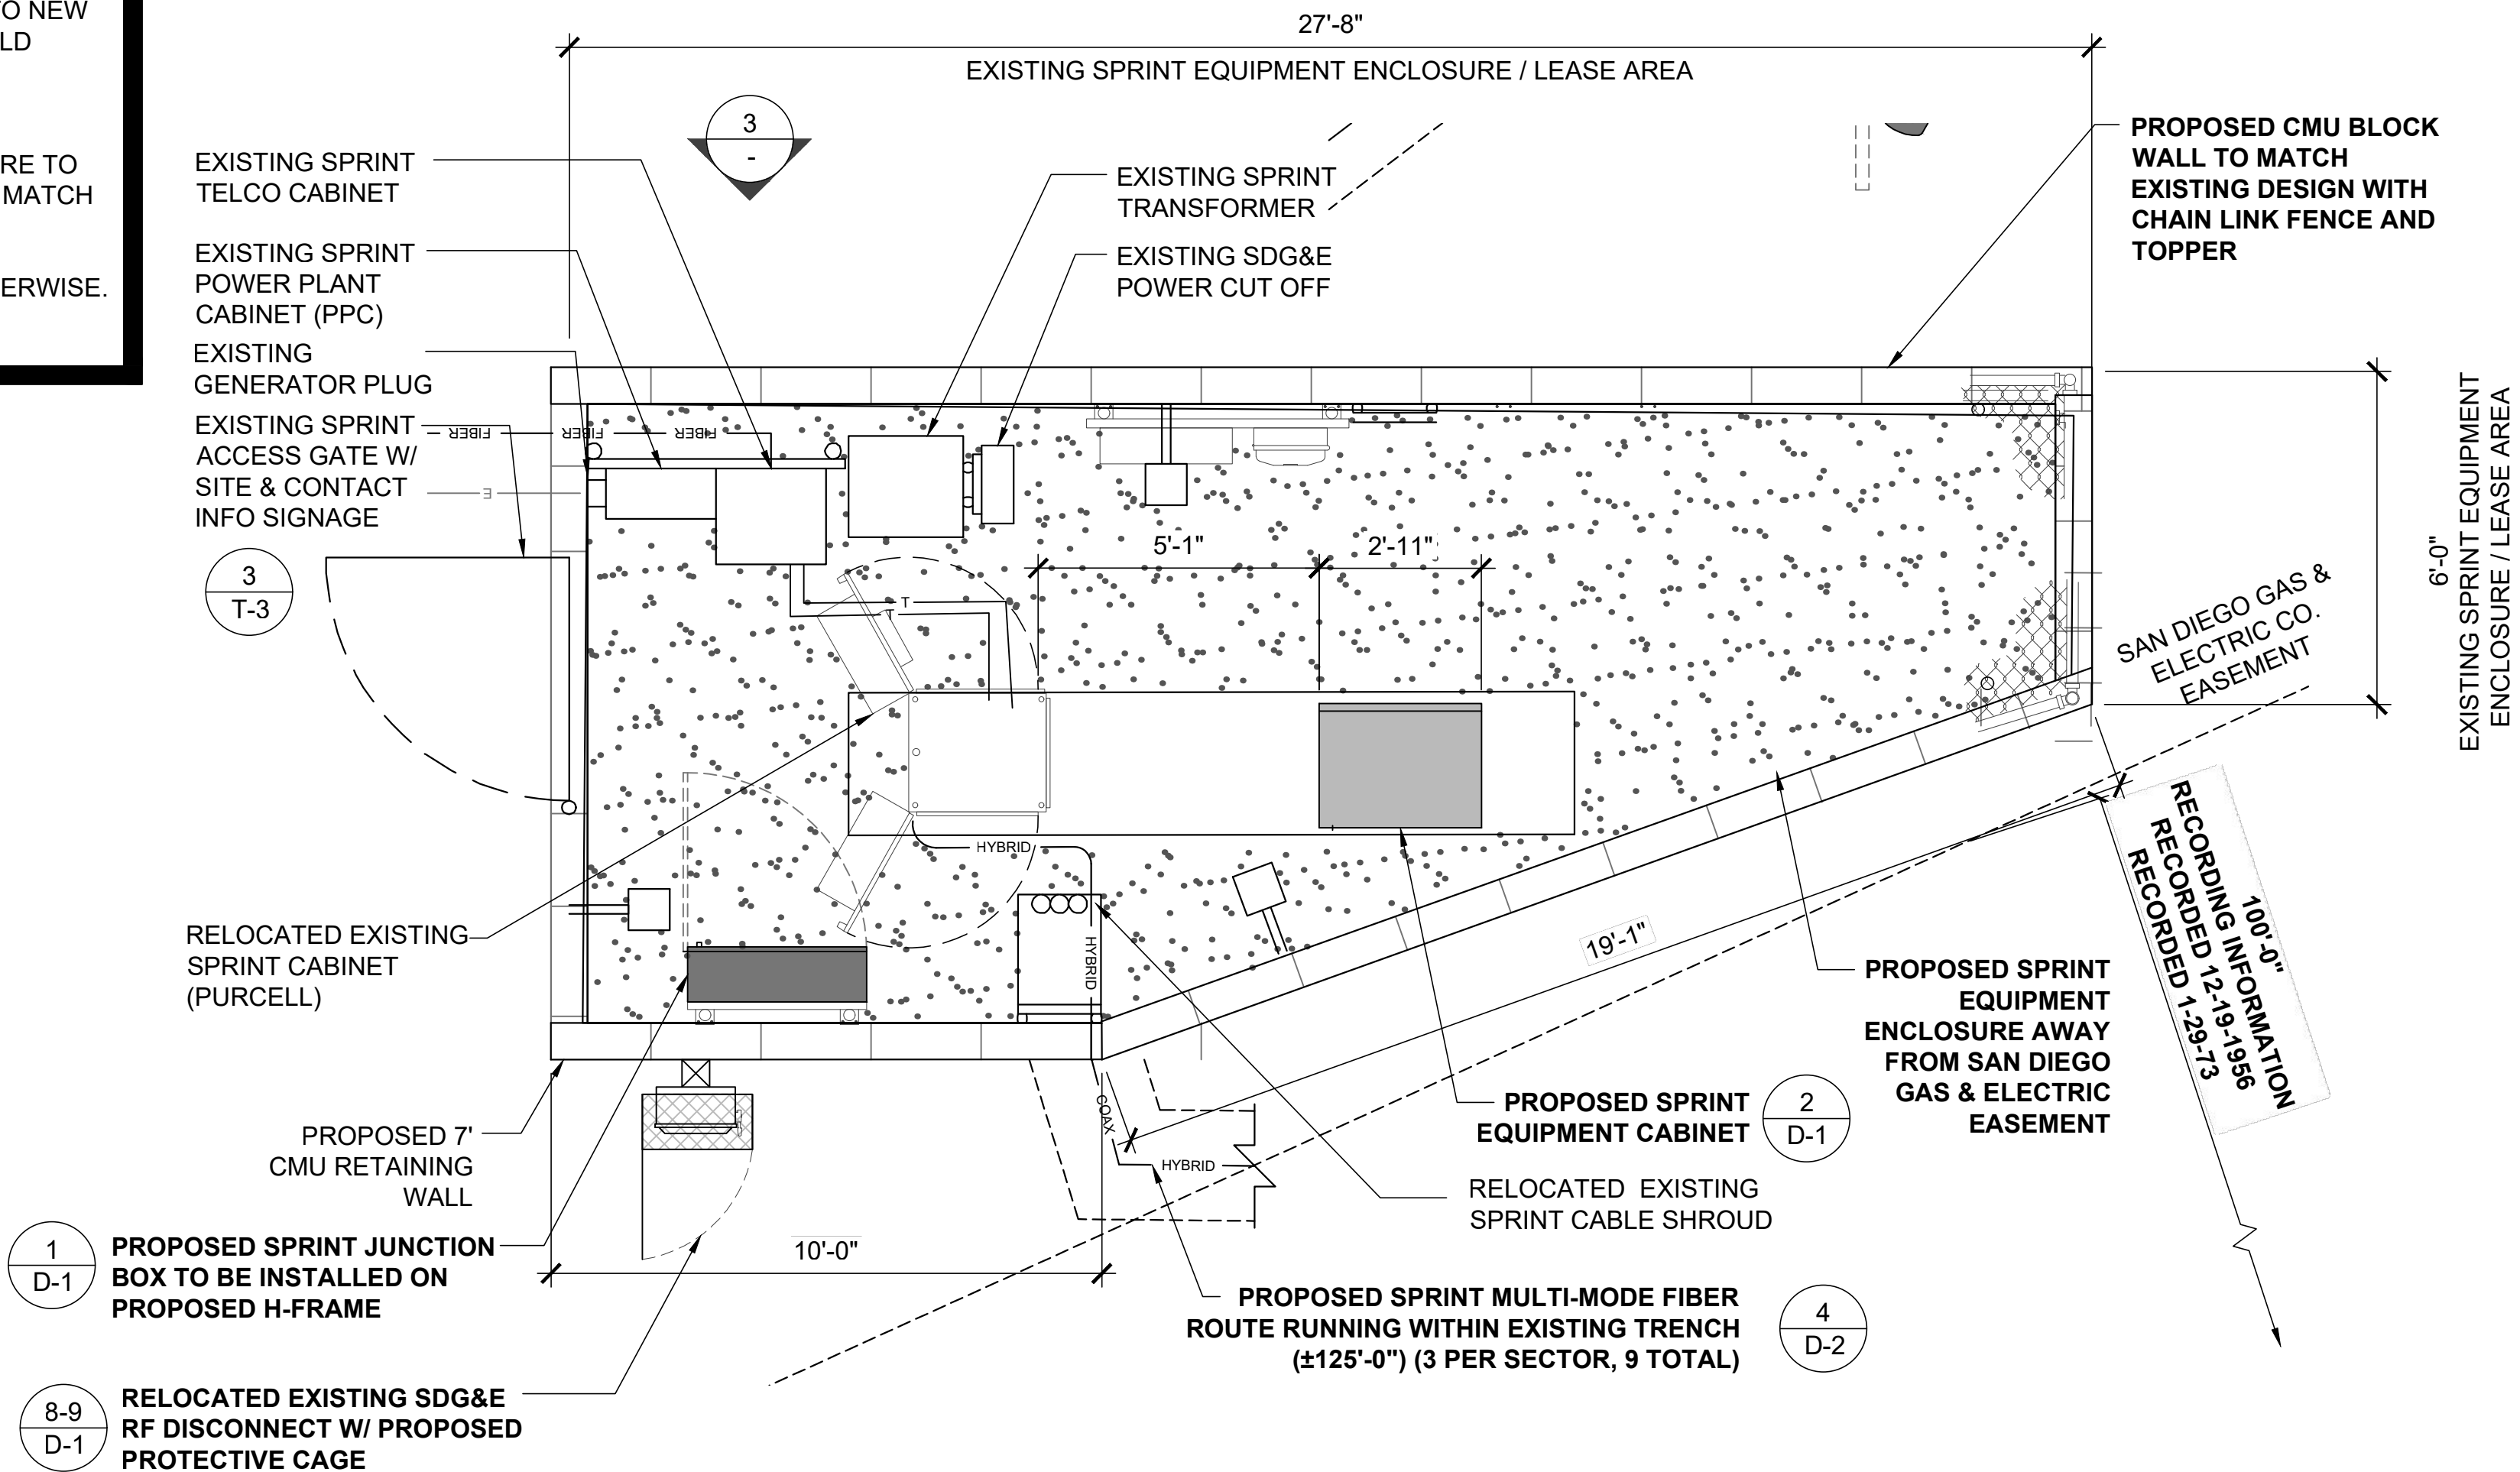 TO NEW
LD
RE TO
MATCH
ERWISE.
27'-8"
EXISTING SPRINT EQUIPMENT ENCLOSURE / LEASE AREA
3
-
EXISTING SPRINT
TELCO CABINET
EXISTING SPRINT
POWER PLANT
CABINET (PPC)
EXISTING
GENERATOR PLUG
EXISTING SPRINT
ACCESS GATE W/
SITE & CONTACT
INFO SIGNAGE
3
T-3
EXISTING SPRINT
TRANSFORMER
EXISTING SDG&E
POWER CUT OFF
PROPOSED CMU BLOCK
WALL TO MATCH
EXISTING DESIGN WITH
CHAIN LINK FENCE AND
TOPPER
FIBER
FIBER
FIBER
E
5'-1"
2'-11"
T
T
6'-0"
EXISTING SPRINT EQUIPMENT
ENCLOSURE / LEASE AREA
SAN DIEGO GAS &
ELECTRIC CO.
EASEMENT
HYBRID
HYBRID
COAX
HYBRID
19'-1"
100'-0"
RECORDING INFORMATION
RECORDED 12-19-1956
RECORDED 1-29-73
RELOCATED EXISTING
SPRINT CABINET
(PURCELL)
PROPOSED SPRINT
EQUIPMENT
ENCLOSURE AWAY
FROM SAN DIEGO
GAS & ELECTRIC
EASEMENT
PROPOSED SPRINT
EQUIPMENT CABINET
2
D-1
RELOCATED EXISTING
SPRINT CABLE SHROUD
PROPOSED 7'
CMU RETAINING
WALL
10'-0"
1
D-1
PROPOSED SPRINT JUNCTION
BOX TO BE INSTALLED ON
PROPOSED H-FRAME
PROPOSED SPRINT MULTI-MODE FIBER
ROUTE RUNNING WITHIN EXISTING TRENCH
(±125'-0") (3 PER SECTOR, 9 TOTAL)
4
D-2
8-9
D-1
RELOCATED EXISTING SDG&E
RF DISCONNECT W/ PROPOSED
PROTECTIVE CAGE